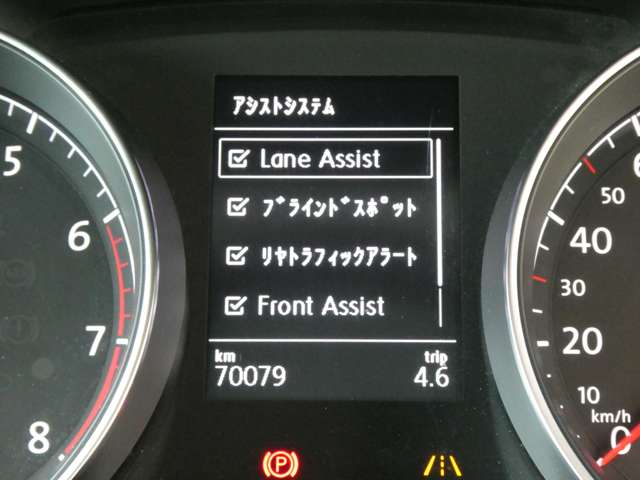 アシストシステム
Lane Assist
ブラインドスポット
リヤトラフィックアラート
Front Assist
km trip
70079 4.6
5
6
7
8
50
40
30
20
10
km/h
0
P